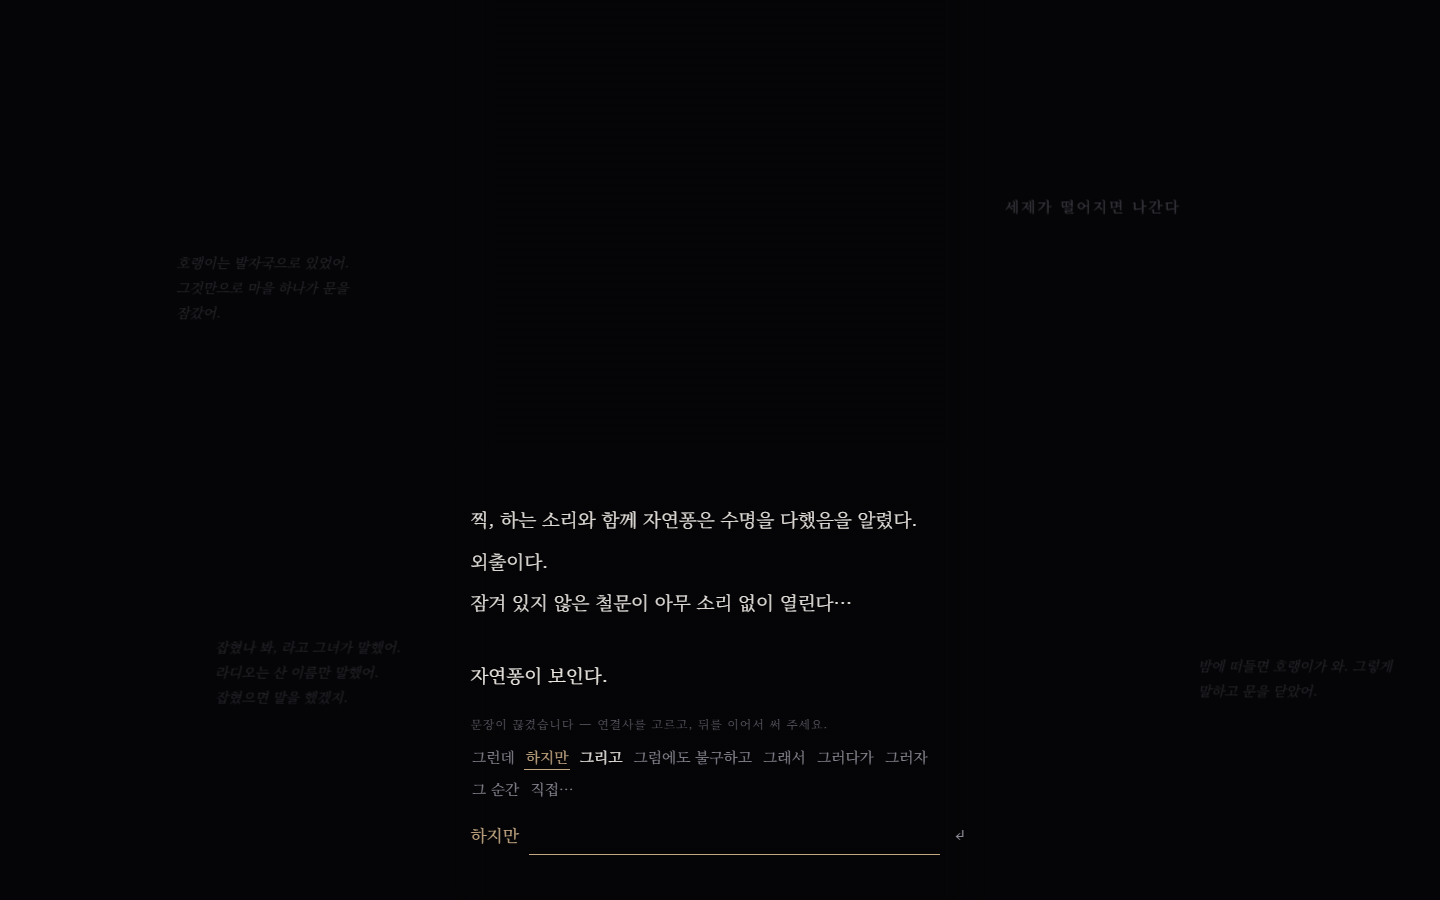 세제가 떨어지면 나간다
호랭이는 발자국으로 있었어.
그것만으로 마을 하나가 문을
잠갔어.
찍, 하는 소리와 함께 자연퐁은 수명을 다했음을 알렸다.
외출이다.
잠겨 있지 않은 철문이 아무 소리 없이 열린다…
잡혔나 봐, 라고 그녀가 말했어.
라디오는 산 이름만 말했어.
잡혔으면 말을 했겠지.
밤에 떠들면 호랭이가 와. 그렇게
말하고 문을 닫았어.
자연퐁이 보인다.
문장이 끊겼습니다 — 연결사를 고르고, 뒤를 이어서 써 주세요.
그런데 하지만 그리고 그럼에도 불구하고 그래서 그러다가 그러자
그 순간 직접…
하지만 ↲